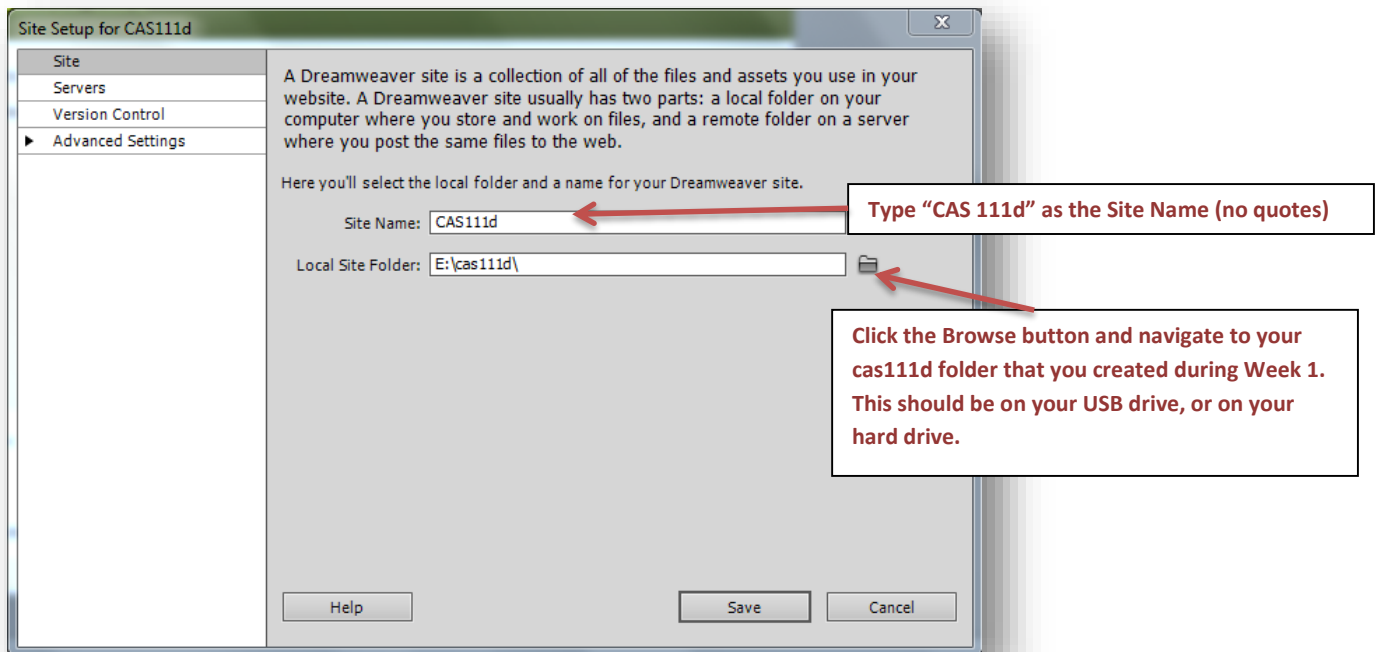 Site Setup for CAS111d
X
Site
Servers
Version Control
Advanced Settings
A Dreamweaver site is a collection of all of the files and assets you use in your
website. A Dreamweaver site usually has two parts: a local folder on your
computer where you store and work on files, and a remote folder on a server
where you post the same files to the web.
Here you'll select the local folder and a name for your Dreamweaver site.
Site Name: CAS111d
Type “CAS 111d” as the Site Name (no quotes)
Local Site Folder: E:\cas111d\
Click the Browse button and navigate to your
cas111d folder that you created during Week 1.
This should be on your USB drive, or on your
hard drive.
Help
Save
Cancel